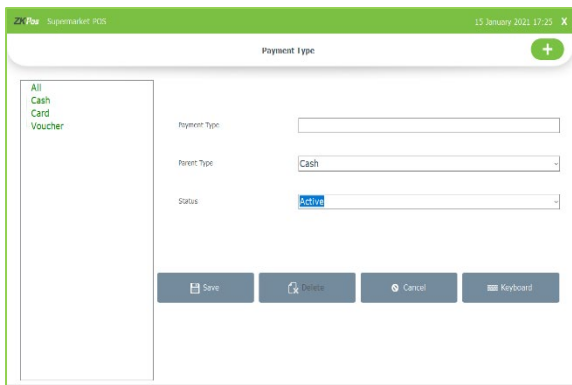 ZKPos Supermarket POS 15 January 2021 17:25 X
Payment Type
+
All
Cash
Card
Voucher
Payment Type
Parent Type Cash
Status Active
Save Delete Cancel Keyboard